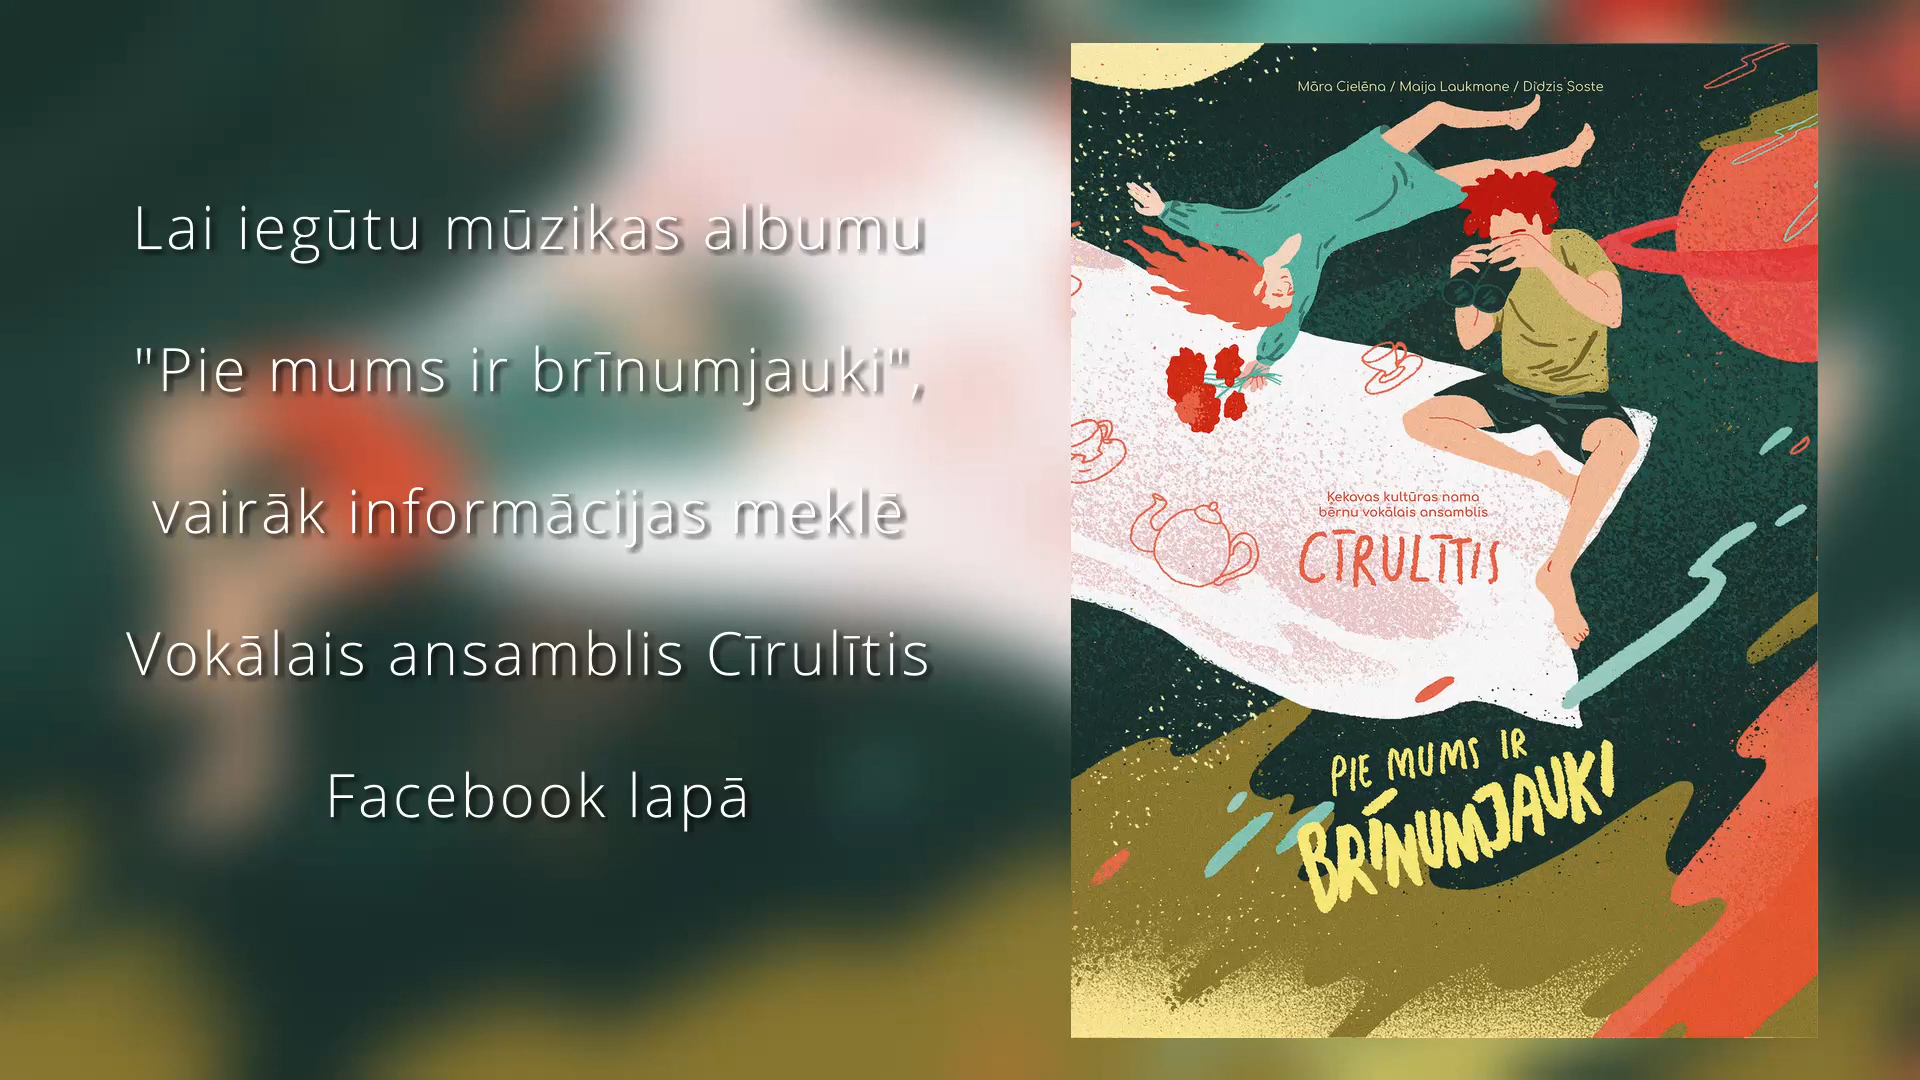 Lai iegūtu mūzikas albumu
"Pie mums ir brīnumjauki",
vairāk informācijas meklē
Vokālais ansamblis Cīrulītis
Facebook lapā
Māra Cielēna / Maija Laukmane / Didzis Soste
Ķekavas kultūras nama
bērnu vokālais ansamblis
CĪRULĪTIS
PIE MUMS IR
BRĪNUMJAUKI